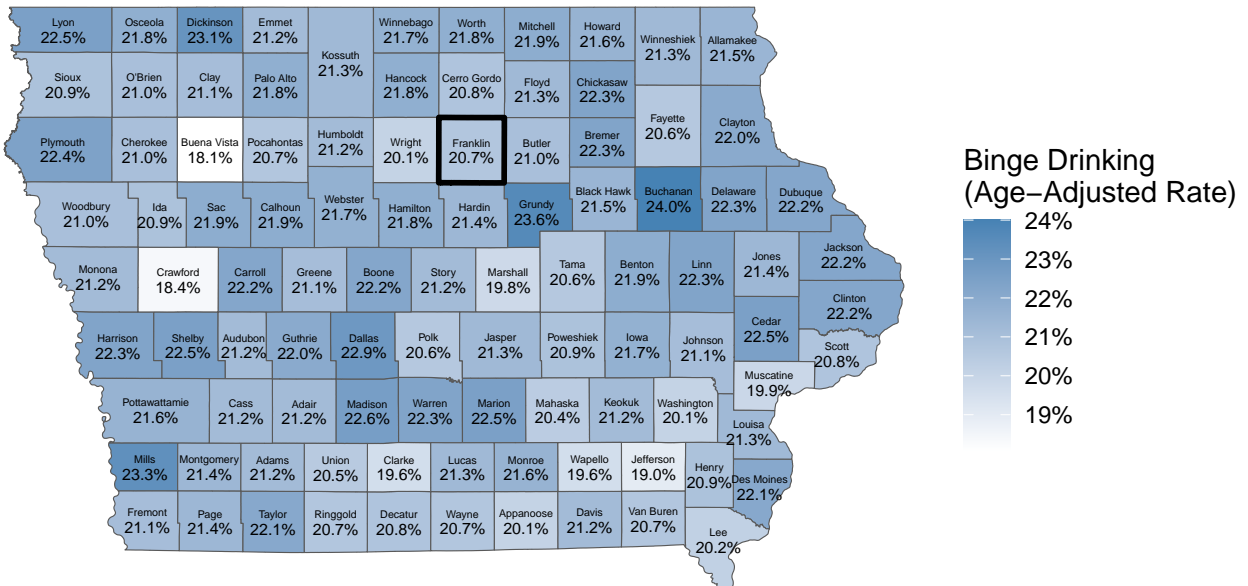 Lyon
22.5%
Osceola
21.8%
Dickinson
23.1%
Emmet
21.2%
Kossuth
21.3%
Winnebago
21.7%
Worth
21.8%
Mitchell
21.9%
Howard
21.6%
Winneshiek
21.3%
Allamakee
21.5%
Sioux
20.9%
O'Brien
21.0%
Clay
21.1%
Palo Alto
21.8%
Hancock
21.8%
Cerro Gordo
20.8%
Floyd
21.3%
Chickasaw
22.3%
Fayette
20.6%
Clayton
22.0%
Plymouth
22.4%
Cherokee
21.0%
Buena Vista
18.1%
Pocahontas
20.7%
Humboldt
21.2%
Wright
20.1%
Franklin
20.7%
Butler
21.0%
Bremer
22.3%
Woodbury
21.0%
Ida
20.9%
Sac
21.9%
Calhoun
21.9%
Webster
21.7%
Hamilton
21.8%
Hardin
21.4%
Grundy
23.6%
Black Hawk
21.5%
Buchanan
24.0%
Delaware
22.3%
Dubuque
22.2%
Monona
21.2%
Crawford
18.4%
Carroll
22.2%
Greene
21.1%
Boone
22.2%
Story
21.2%
Marshall
19.8%
Tama
20.6%
Benton
21.9%
Linn
22.3%
Jones
21.4%
Jackson
22.2%
Clinton
22.2%
Harrison
22.3%
Shelby
22.5%
Audubon
21.2%
Guthrie
22.0%
Dallas
22.9%
Polk
20.6%
Jasper
21.3%
Poweshiek
20.9%
Iowa
21.7%
Johnson
21.1%
Cedar
22.5%
Scott
20.8%
Muscatine
19.9%
Pottawattamie
21.6%
Cass
21.2%
Adair
21.2%
Madison
22.6%
Warren
22.3%
Marion
22.5%
Mahaska
20.4%
Keokuk
21.2%
Washington
20.1%
Louisa
21.3%
Mills
23.3%
Montgomery
21.4%
Adams
21.2%
Union
20.5%
Clarke
19.6%
Lucas
21.3%
Monroe
21.6%
Wapello
19.6%
Jefferson
19.0%
Henry
20.9%
Des Moines
22.1%
Fremont
21.1%
Page
21.4%
Taylor
22.1%
Ringgold
20.7%
Decatur
20.8%
Wayne
20.7%
Appanoose
20.1%
Davis
21.2%
Van Buren
20.7%
Lee
20.2%
Binge Drinking
(Age−Adjusted Rate)
24%
23%
22%
21%
20%
19%